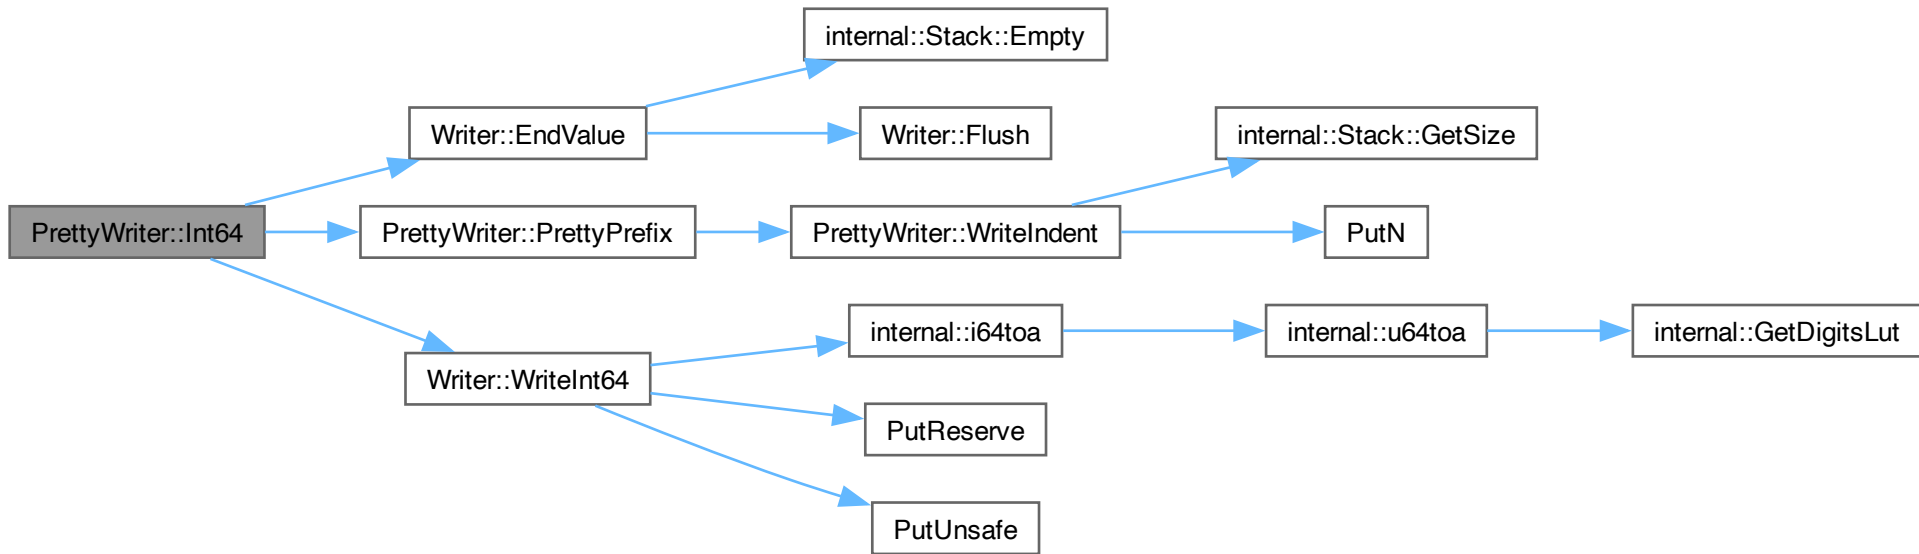 internal::Stack::Empty
Writer::EndValue
Writer::Flush
internal::Stack::GetSize
PrettyWriter::Int64
PrettyWriter::PrettyPrefix
PrettyWriter::WriteIndent
PutN
Writer::WriteInt64
internal::i64toa
internal::u64toa
internal::GetDigitsLut
PutReserve
PutUnsafe